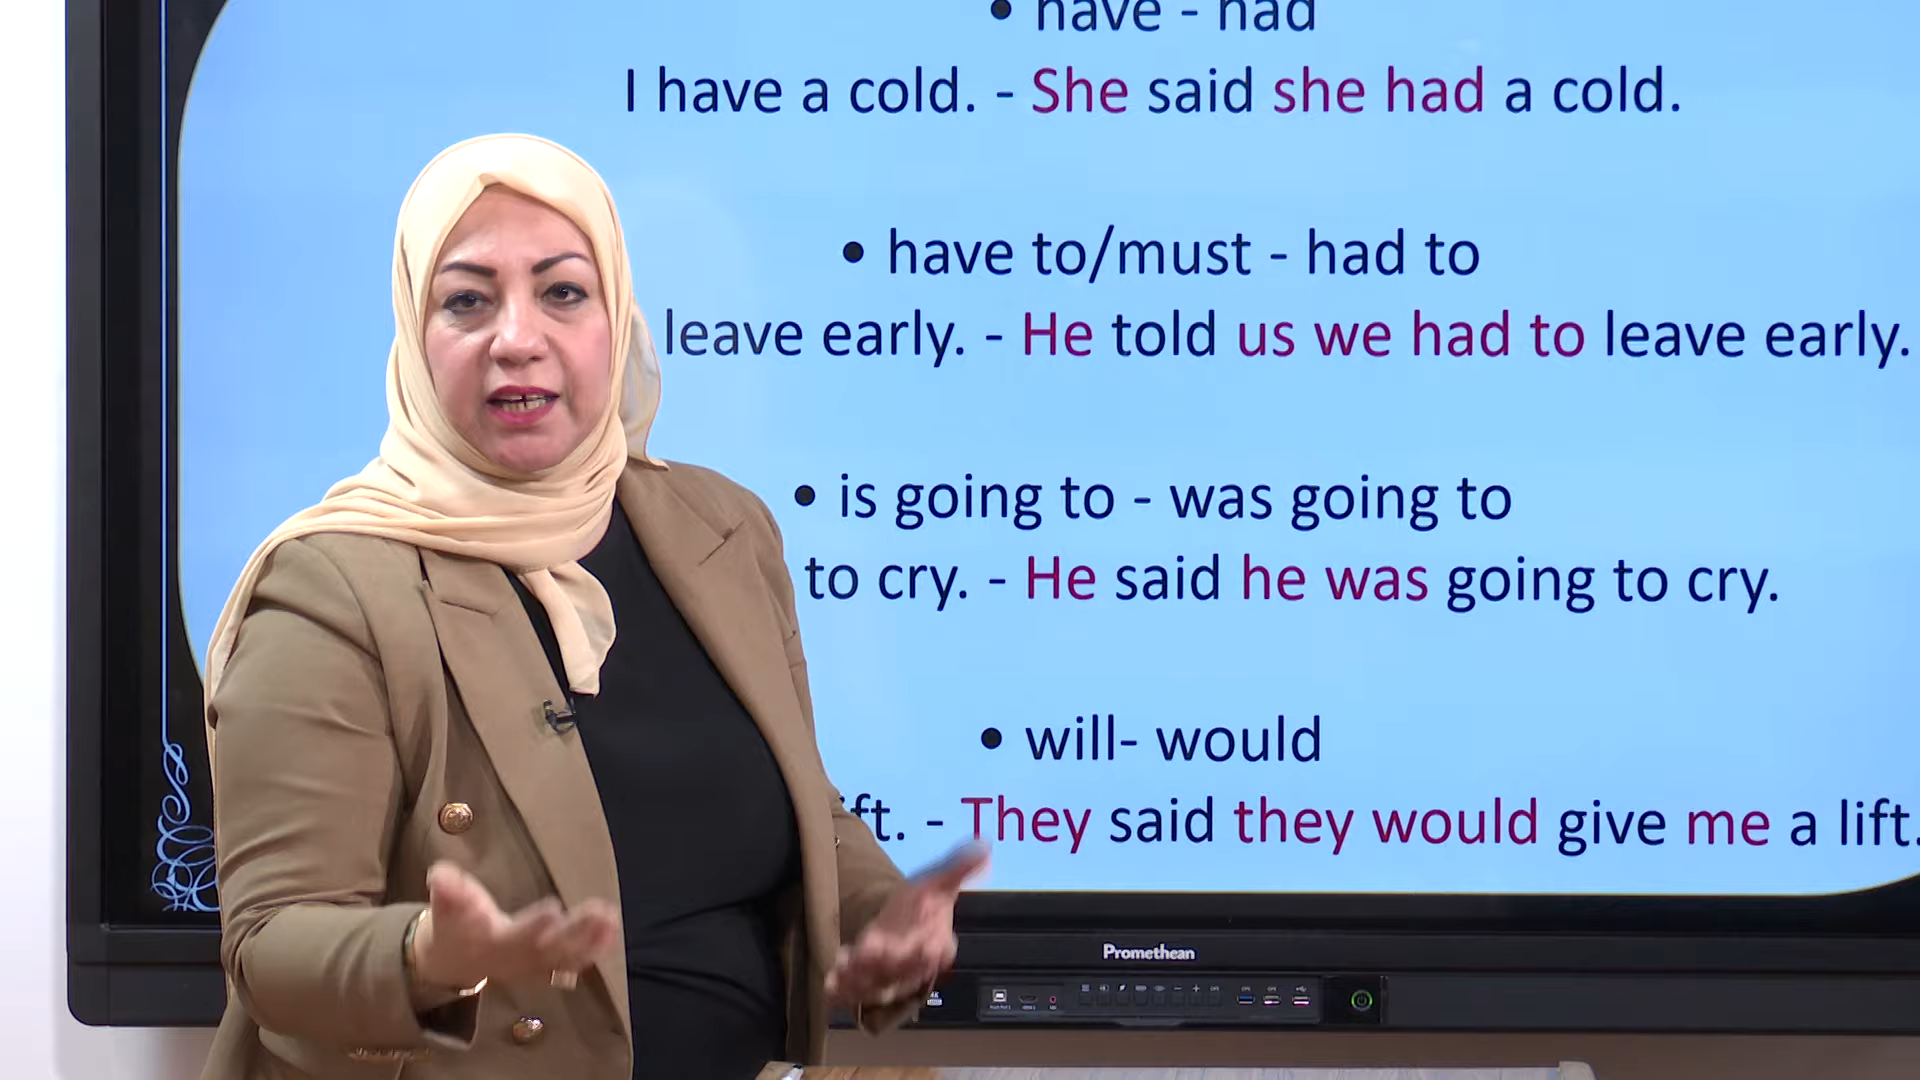 • have - had
I have a cold. - She said she had a cold.
• have to/must - had to
leave early. - He told us we had to leave early.
• is going to - was going to
to cry. - He said he was going to cry.
• will- would
ft. - They said they would give me a lift.
Promethean